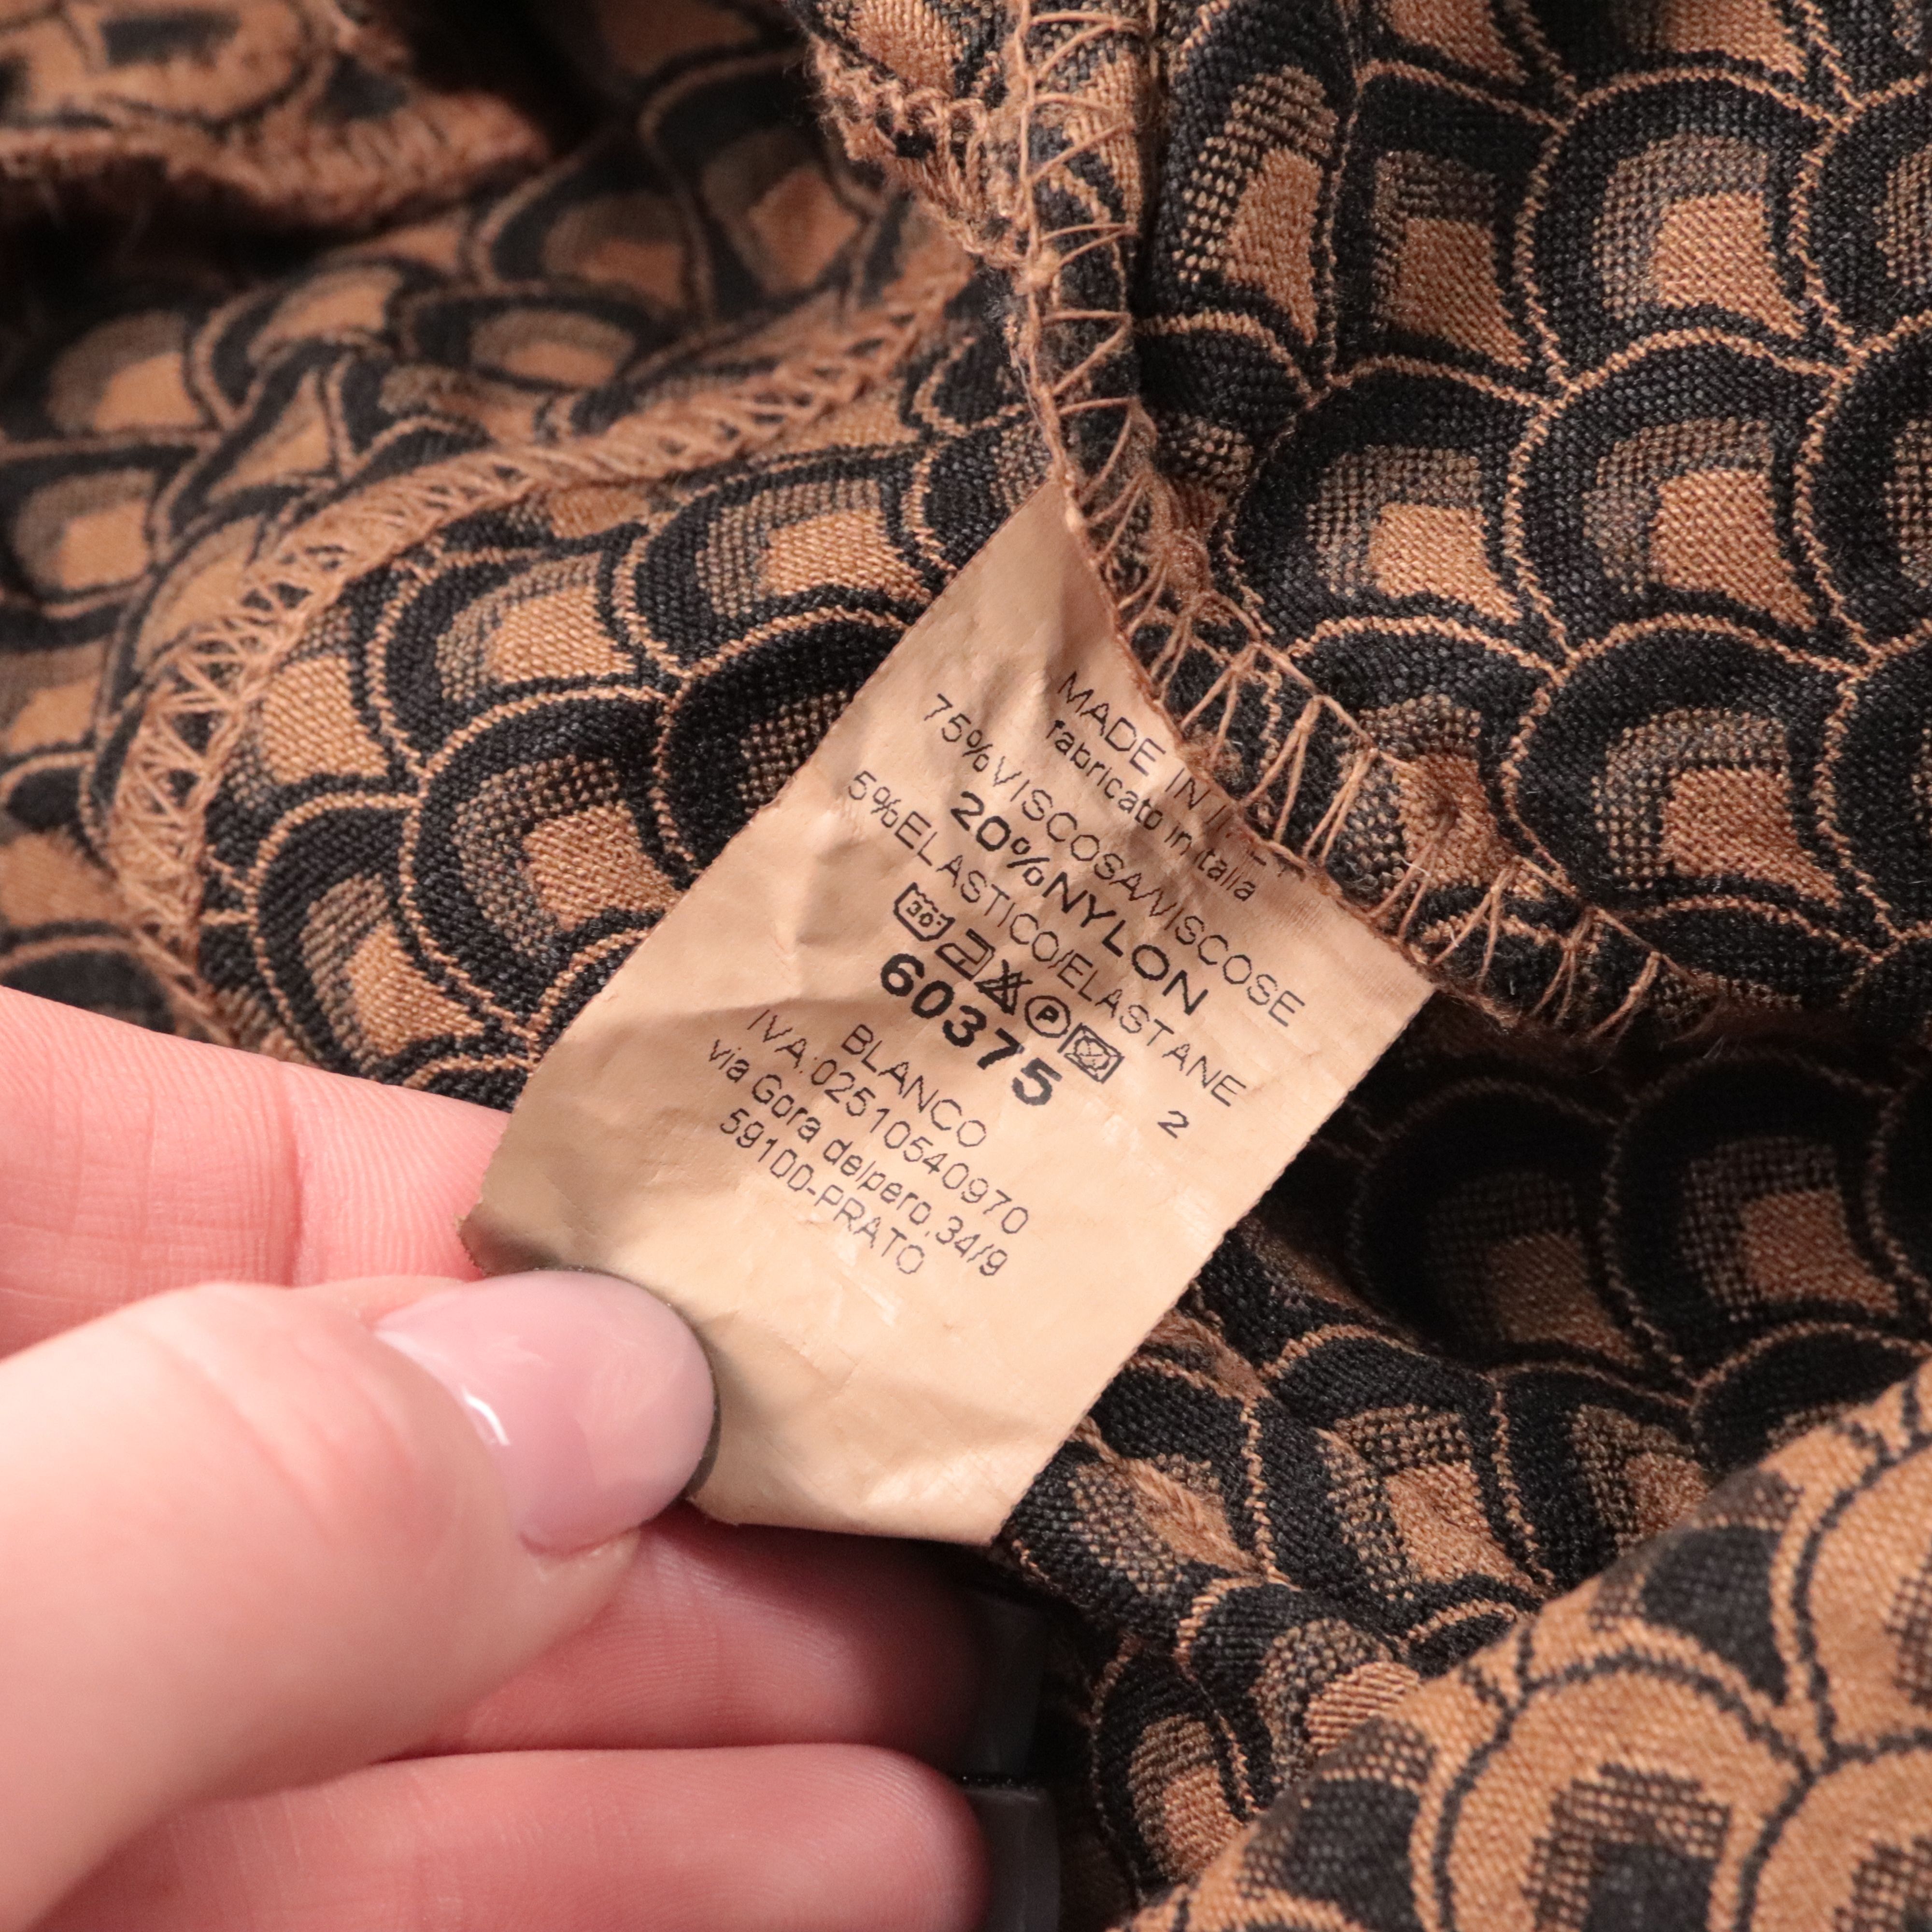 MADE IN IT
fabricato in italia
75%VISCOSA/VISCOSE
20%NYLON
5%ELASTICO/ELASTANE
30° P
60375 2
BLANCO
IVA:02510540970
via Gora delpero,34/9
59100-PRATO